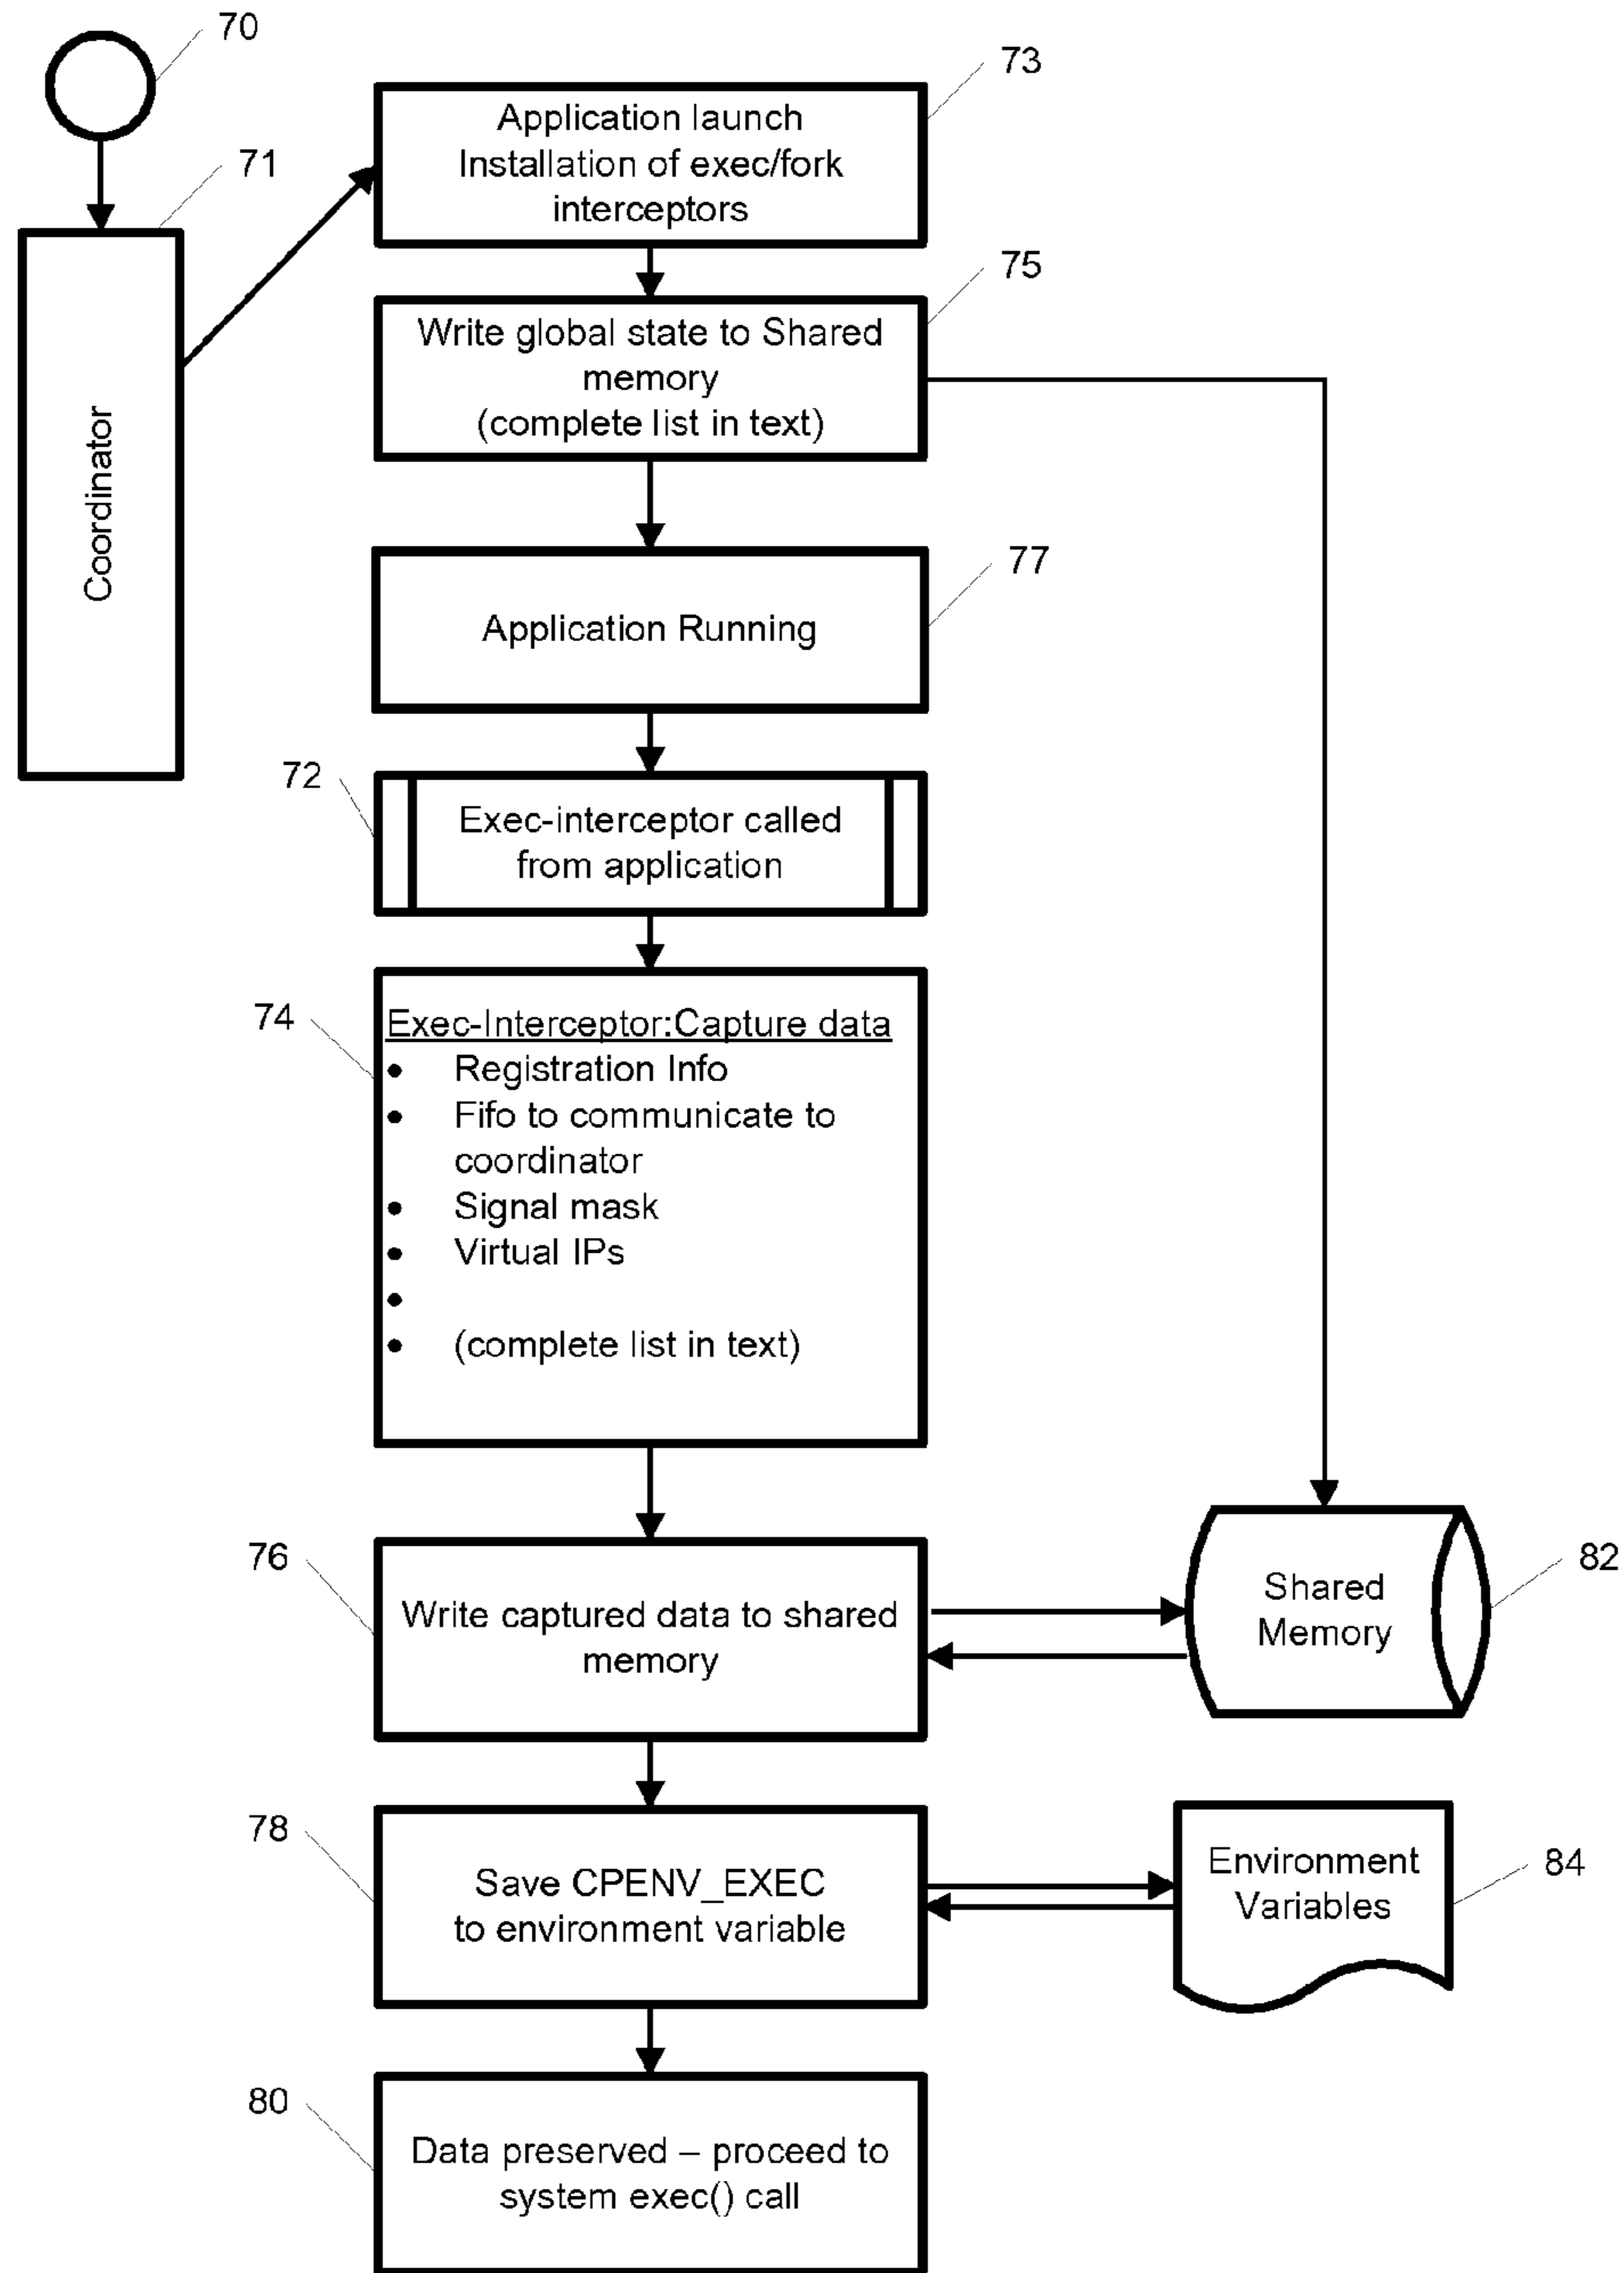 70
73
Application launch
Installation of exec/fork
interceptors
71
Coordinator
75
Write global state to Shared
memory
(complete list in text)
77
Application Running
72
Exec-interceptor called
from application
74
Exec-Interceptor:Capture data
• Registration Info
• Fifo to communicate to
coordinator
• Signal mask
• Virtual IPs
•
• (complete list in text)
76
Write captured data to shared
memory
Shared
Memory
82
78
Save CPENV_EXEC
to environment variable
Environment
Variables
84
80
Data preserved – proceed to
system exec() call